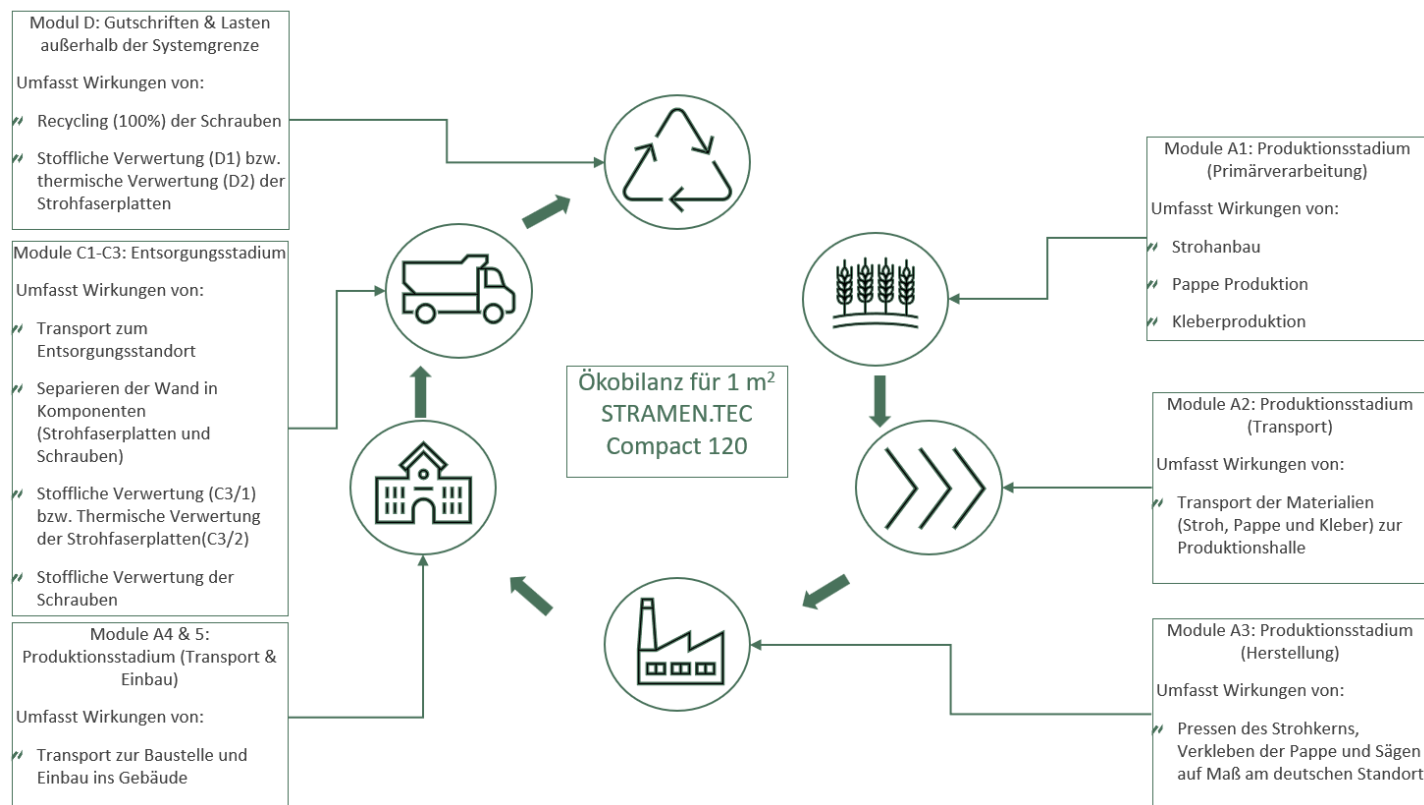 Modul D: Gutschriften & Lasten
außerhalb der Systemgrenze
Umfasst Wirkungen von:
Recycling (100%) der Schrauben
Stoffliche Verwertung (D1) bzw.
thermische Verwertung (D2) der
Strohfaserplatten
Module C1-C3: Entsorgungsstadium
Umfasst Wirkungen von:
Transport zum
Entsorgungsstandort
Separieren der Wand in
Komponenten
(Strohfaserplatten und
Schrauben)
Stoffliche Verwertung (C3/1)
bzw. Thermische Verwertung
der Strohfaserplatten(C3/2)
Stoffliche Verwertung der
Schrauben
Module A4 & 5:
Produktionsstadium (Transport &
Einbau)
Umfasst Wirkungen von:
Transport zur Baustelle und
Einbau ins Gebäude
Ökobilanz für 1 m²
STRAMEN.TEC
Compact 120
Module A1: Produktionsstadium
(Primärverarbeitung)
Umfasst Wirkungen von:
Strohanbau
Pappe Produktion
Kleberproduktion
Module A2: Produktionsstadium
(Transport)
Umfasst Wirkungen von:
Transport der Materialien
(Stroh, Pappe und Kleber) zur
Produktionshalle
Module A3: Produktionsstadium
(Herstellung)
Umfasst Wirkungen von:
Pressen des Strohkerns,
Verkleben der Pappe und Sägen
auf Maß am deutschen Standort